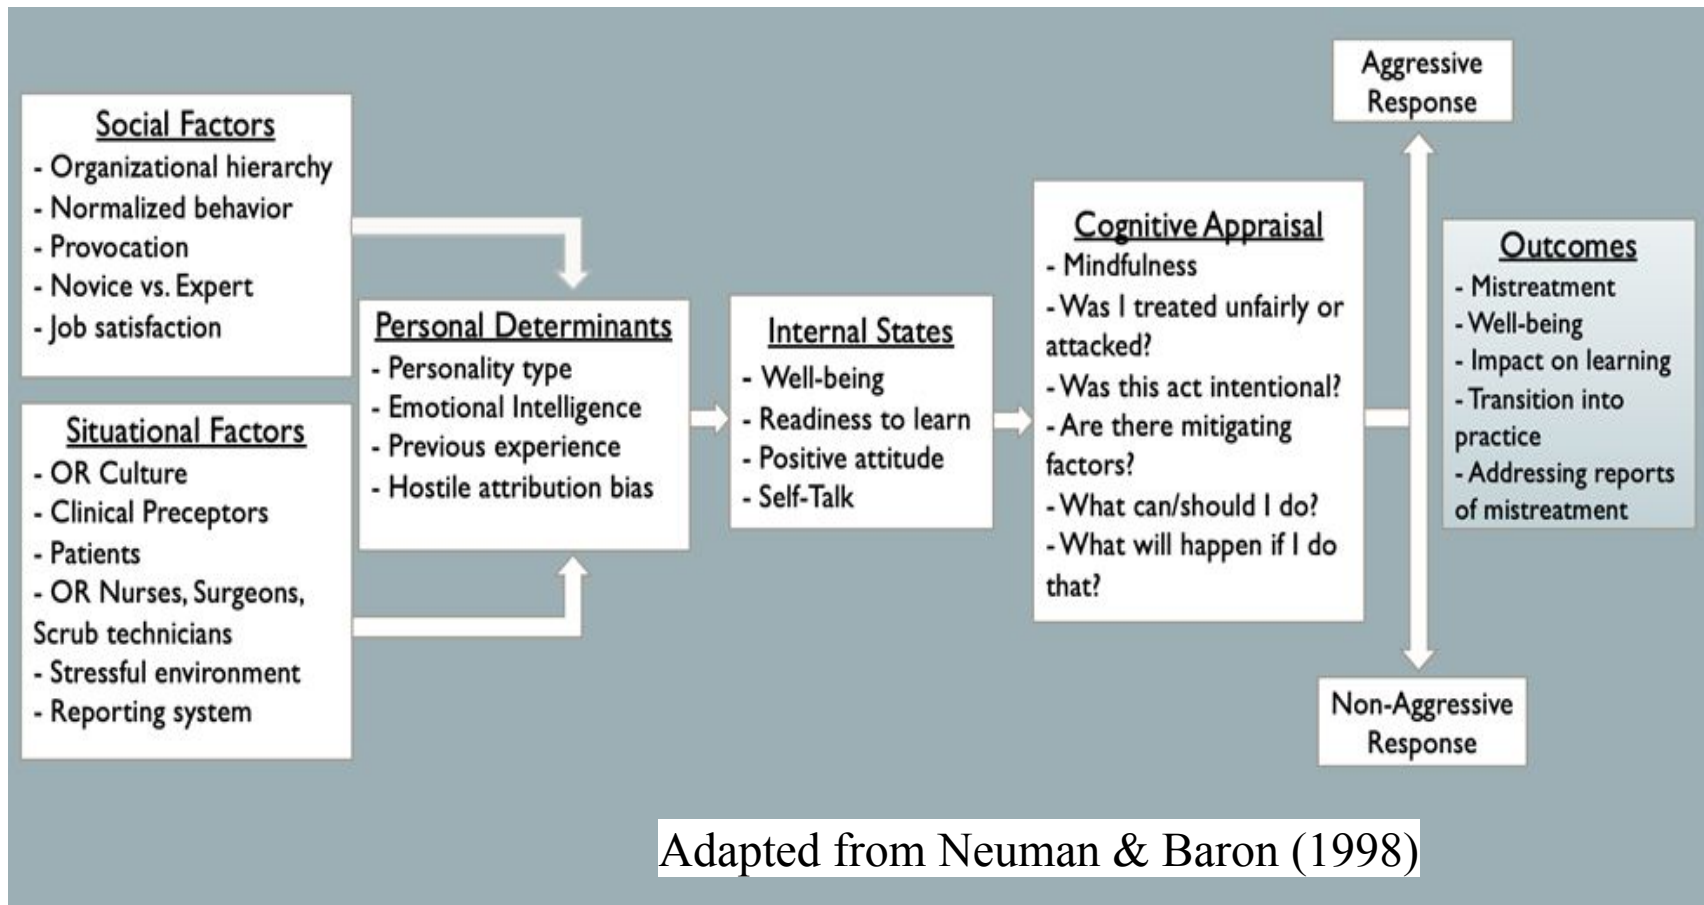 Social Factors
- Organizational hierarchy
- Normalized behavior
- Provocation
- Novice vs. Expert
- Job satisfaction
Situational Factors
- OR Culture
- Clinical Preceptors
- Patients
- OR Nurses, Surgeons,
Scrub technicians
- Stressful environment
- Reporting system
Personal Determinants
- Personality type
- Emotional Intelligence
- Previous experience
- Hostile attribution bias
Internal States
- Well-being
- Readiness to learn
- Positive attitude
- Self-Talk
Cognitive Appraisal
- Mindfulness
- Was I treated unfairly or
attacked?
- Was this act intentional?
- Are there mitigating
factors?
- What can/should I do?
- What will happen if I do
that?
Aggressive
Response
Non-Aggressive
Response
Outcomes
- Mistreatment
- Well-being
- Impact on learning
- Transition into
practice
- Addressing reports
of mistreatment
Adapted from Neuman & Baron (1998)